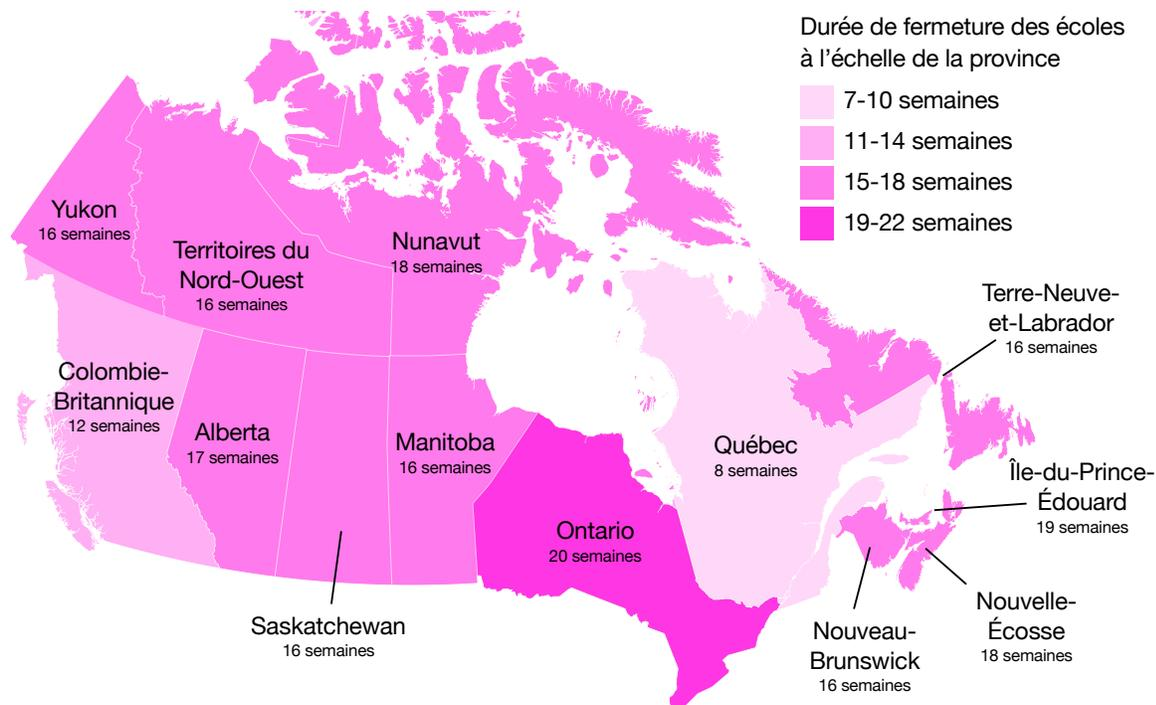 Durée de fermeture des écoles
à l'échelle de la province
7-10 semaines
11-14 semaines
15-18 semaines
19-22 semaines
Yukon
16 semaines
Territoires du
Nord-Ouest
16 semaines
Nunavut
18 semaines
Terre-Neuve-
et-Labrador
16 semaines
Colombie-
Britannique
12 semaines
Alberta
17 semaines
Manitoba
16 semaines
Québec
8 semaines
Île-du-Prince-
Édouard
19 semaines
Ontario
20 semaines
Saskatchewan
16 semaines
Nouveau-
Brunswick
16 semaines
Nouvelle-
Écosse
18 semaines